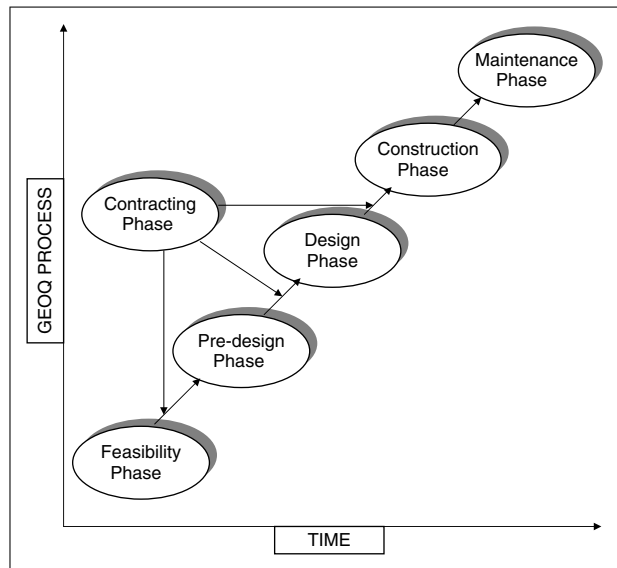 Maintenance
Phase
Construction
Phase
Contracting
Phase
Design
Phase
Pre-design
Phase
Feasibility
Phase
GEOQ PROCESS
TIME